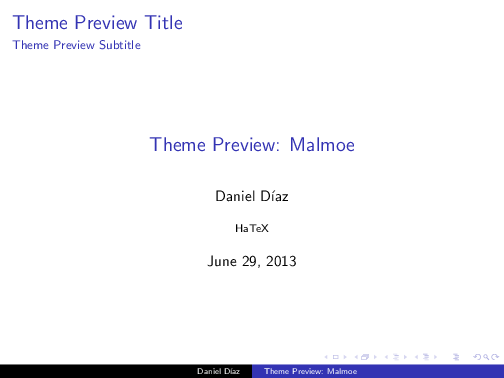 Theme Preview Title
Theme Preview Subtitle
Theme Preview: Malmoe
Daniel Díaz
HaTeX
June 29, 2013
Daniel Díaz Theme Preview: Malmoe